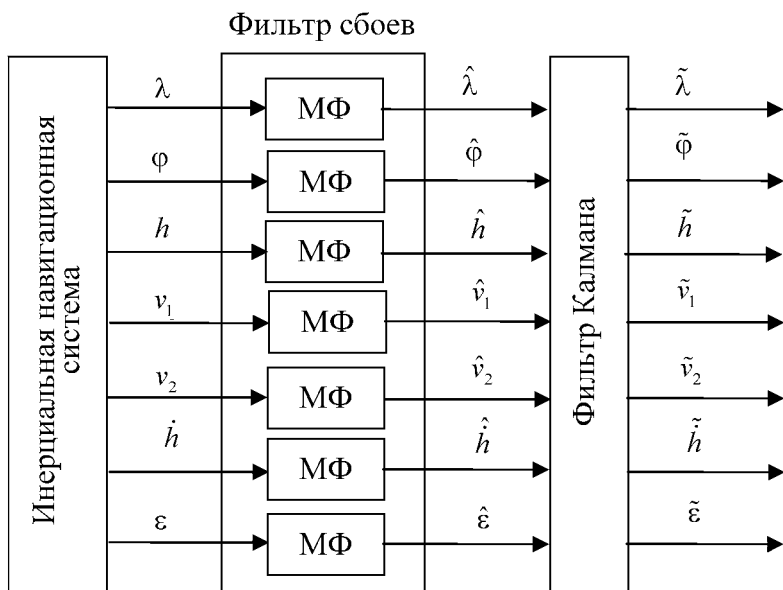 Фильтр сбоев
Инерциальная навигационная
система
λ МФ λ̂ λ̃
φ МФ φ̂ φ̃
h МФ ĥ h̃
v₁ МФ v̂₁ ṽ₁
v₂ МФ v̂₂ ṽ₂
ḣ МФ ḣ̂ ḣ̃
ε МФ ε̂ ε̃
Фильтр Калмана